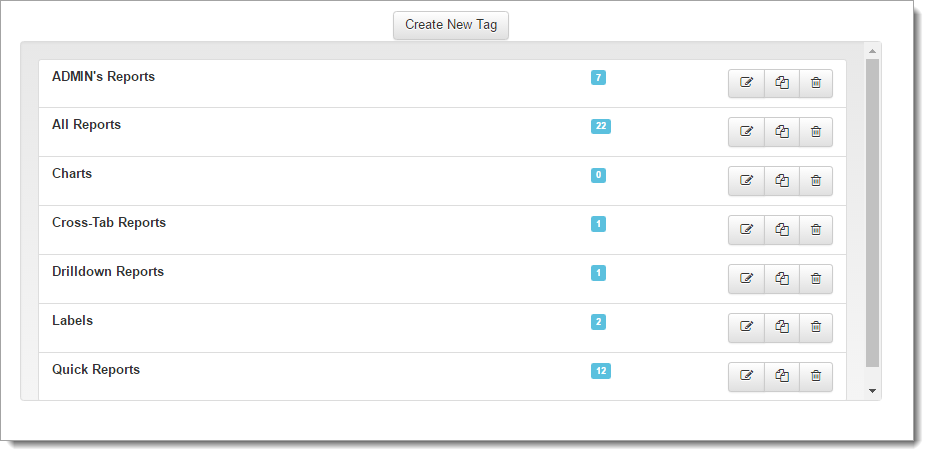 Create New Tag
ADMIN's Reports 7
All Reports 22
Charts 0
Cross-Tab Reports 1
Drilldown Reports 1
Labels 2
Quick Reports 12